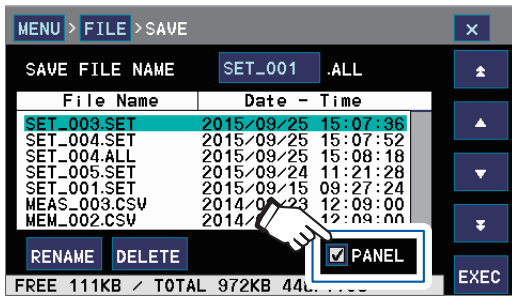 MENU > FILE > SAVE ×
SAVE FILE NAME SET_001 .ALL
File Name Date - Time
SET_003.SET 2015/09/25 15:07:36
SET_004.SET 2015/09/25 15:07:52
SET_004.ALL 2015/09/25 15:08:18
SET_005.SET 2015/09/24 11:21:28
SET_001.SET 2015/09/15 09:27:24
MEAS_003.CSV 2014/ /23 12:09:00
MEM_002.CSV 2014/ 12:09:00
RENAME DELETE PANEL
EXEC
FREE 111KB / TOTAL 972KB